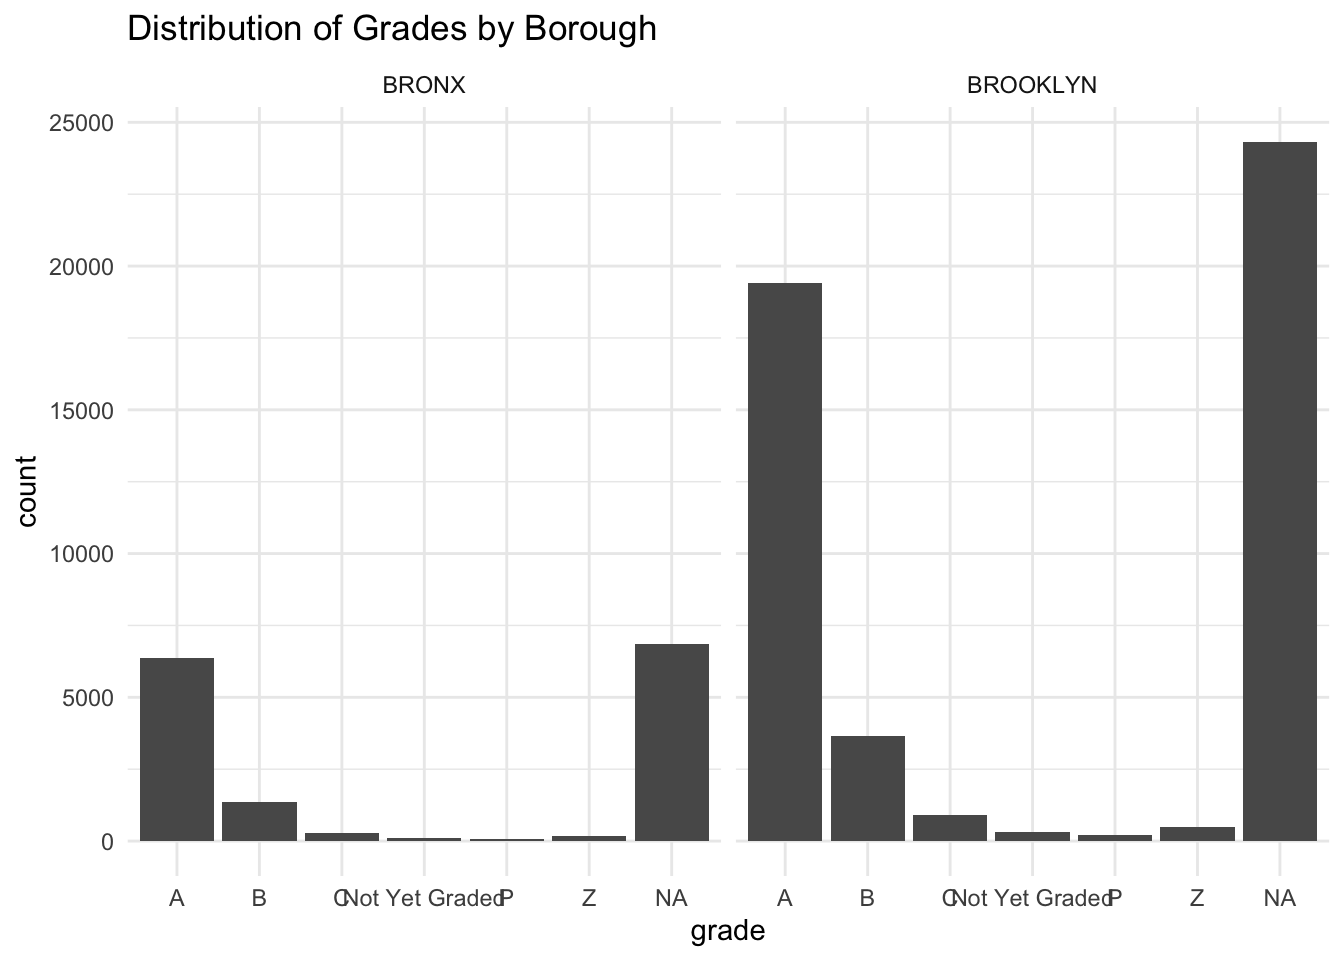 Distribution of Grades by Borough
BRONX
BROOKLYN
25000
20000
15000
10000
5000
0
count
A B C Not Yet Graded P Z NA
A B C Not Yet Graded P Z NA
grade